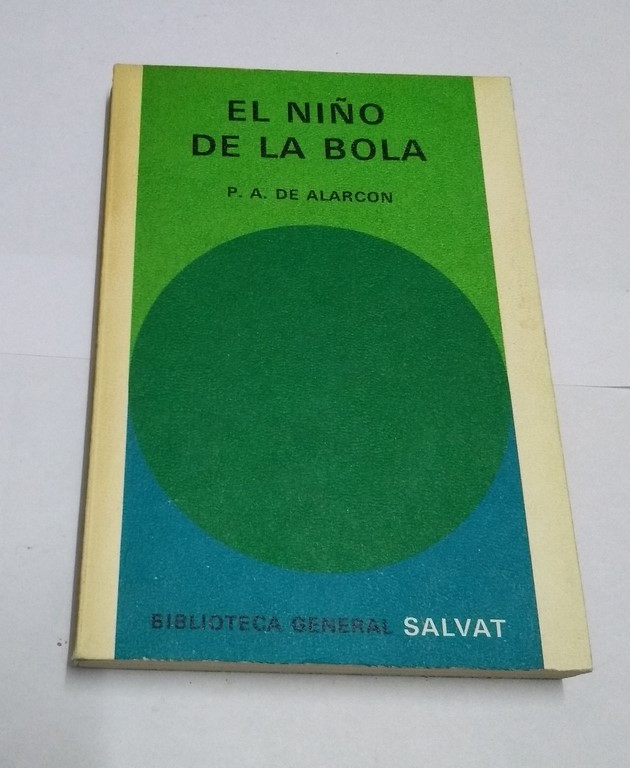 EL NIÑO
DE LA BOLA
P. A. DE ALARCON
BIBLIOTECA GENERAL SALVAT